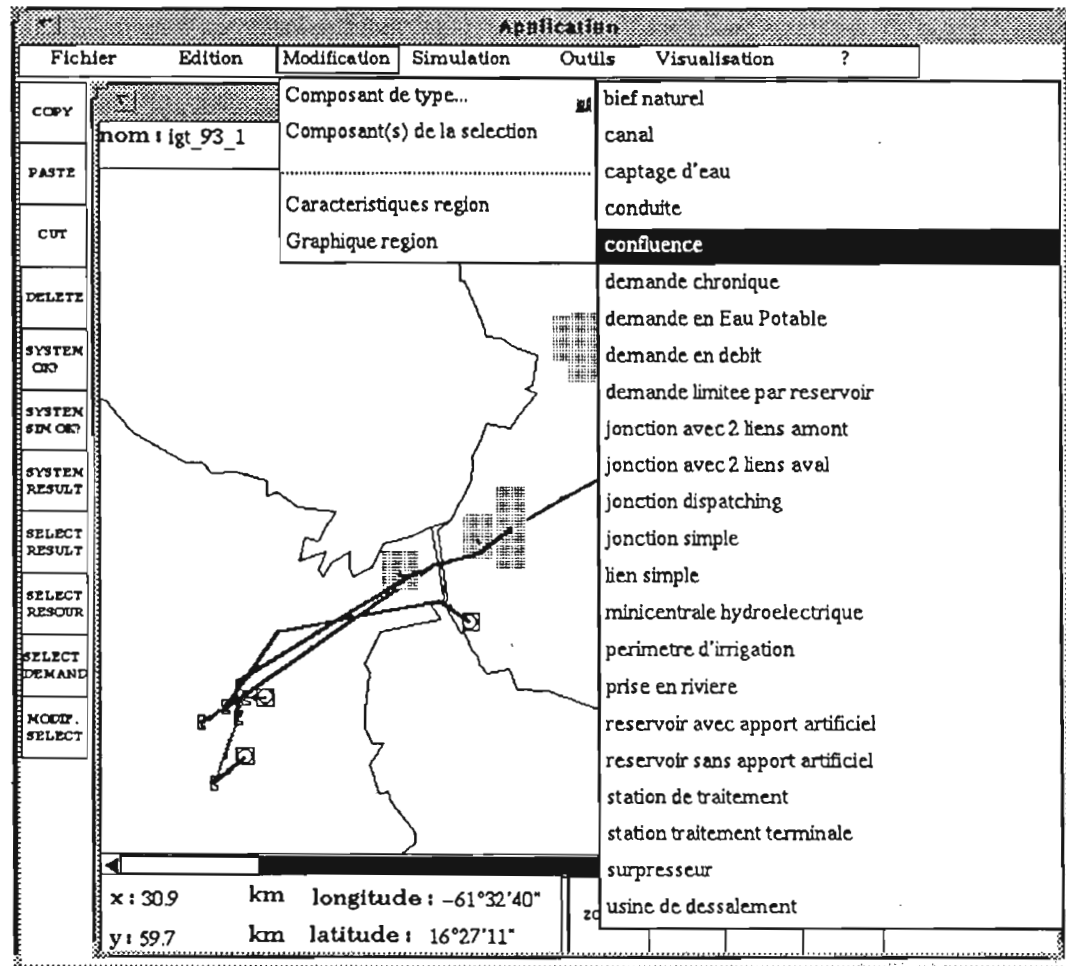 Application
Fichier Edition Modification Simulation Outils Visualisation ?
COPY
PASTE
CUT
DELETE
SYSTEM
OK?
SYSTEM
SIM OK?
SYSTEM
RESULT
SELECT
RESULT
SELECT
RESOUR
SELECT
DEMAND
MODIF.
SELECT
nom : igt_93_1
Composant de type...
Composant(s) de la selection
Caracteristiques region
Graphique region
bief naturel
canal
captage d'eau
conduite
confluence
demande chronique
demande en Eau Potable
demande en debit
demande limitee par reservoir
jonction avec 2 liens amont
jonction avec 2 liens aval
jonction dispatching
jonction simple
lien simple
minicentrale hydroelectrique
perimetre d'irrigation
prise en riviere
reservoir avec apport artificiel
reservoir sans apport artificiel
station de traitement
station traitement terminale
surpresseur
usine de dessalement
x : 30.9 km longitude : -61°32'40"
y : 59.7 km latitude : 16°27'11"